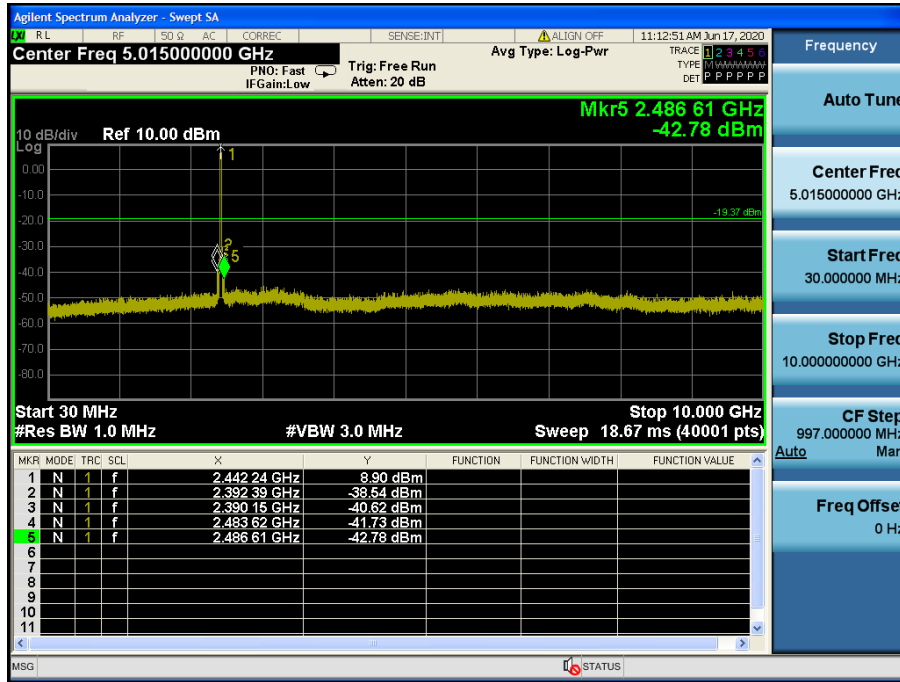 Agilent Spectrum Analyzer - Swept SA
LXI RL RF 50 Ω AC CORREC SENSE:INT ALIGN OFF 11:12:51 AM Jun 17, 2020
Center Freq 5.015000000 GHz
PNO: Fast
IFGain:Low
Trig: Free Run
Atten: 20 dB
Avg Type: Log-Pwr
TRACE 1 2 3 4 5 6
TYPE MWWWWW
DET P P P P P P
Mkr5 2.486 61 GHz
-42.78 dBm
10 dB/div Ref 10.00 dBm
Log
0.00
-10.0
-20.0
-30.0
-40.0
-50.0
-60.0
-70.0
-80.0
1
-19.37 dBm
2
5
Start 30 MHz Stop 10.000 GHz
#Res BW 1.0 MHz #VBW 3.0 MHz Sweep 18.67 ms (40001 pts)
MKR MODE TRC SCL X Y FUNCTION FUNCTION WIDTH FUNCTION VALUE
1 N 1 f 2.442 24 GHz 8.90 dBm
2 N 1 f 2.392 39 GHz -38.54 dBm
3 N 1 f 2.390 15 GHz -40.62 dBm
4 N 1 f 2.483 62 GHz -41.73 dBm
5 N 1 f 2.486 61 GHz -42.78 dBm
6
7
8
9
10
11
MSG STATUS
Frequency
Auto Tune
Center Freq
5.015000000 GHz
Start Freq
30.000000 MHz
Stop Freq
10.000000000 GHz
CF Step
997.000000 MHz
Auto Man
Freq Offset
0 Hz